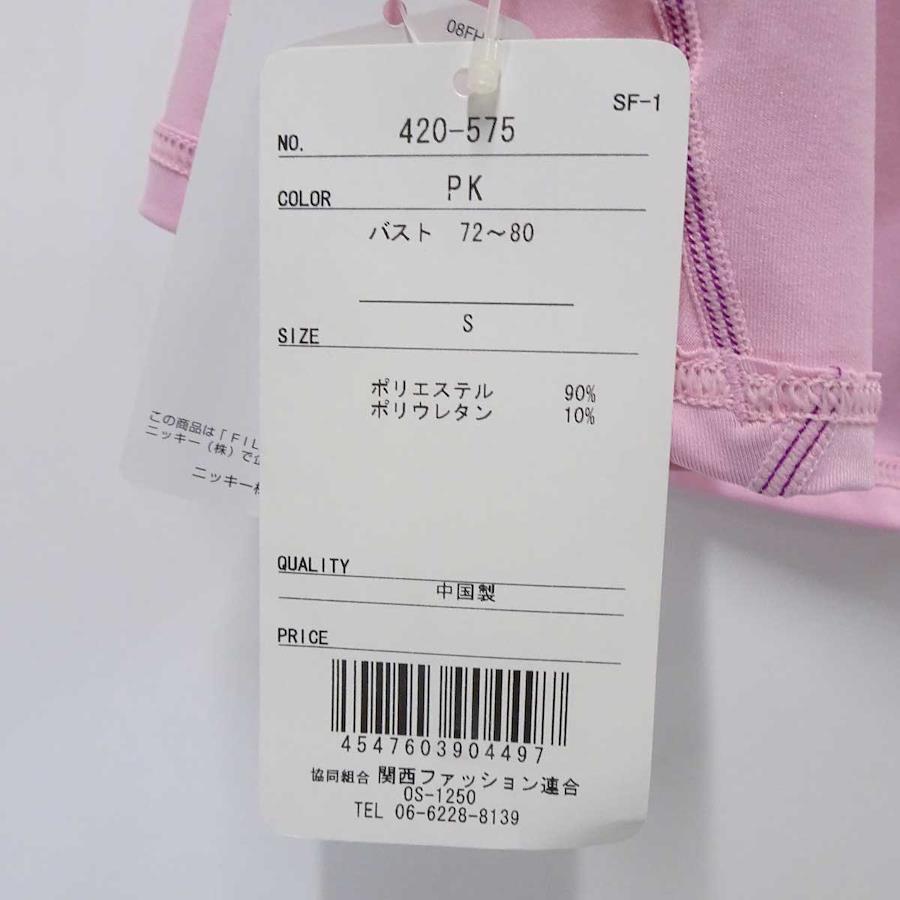 08FH
SF-1
NO. 420-575
COLOR PK
バスト 72～80
SIZE S
ポリエステル 90%
ポリウレタン 10%
この商品は「FIL
ニッキー(株)で企
ニッキー株
QUALITY
中国製
PRICE
4547603904497
協同組合 関西ファッション連合
OS-1250
TEL 06-6228-8139